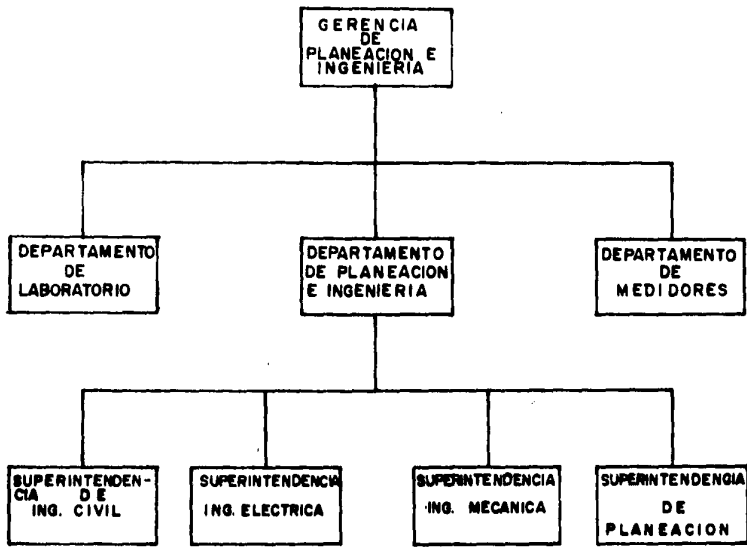 GERENCIA
DE
PLANEACION E
INGENIERIA
DEPARTAMENTO
DE
LABORATORIO
DEPARTAMENTO
DE PLANEACION
E INGENIERIA
DEPARTAMENTO
DE
MEDIDORES
SUPERINTENDEN-
CIA DE
ING. CIVIL
SUPERINTENDENCIA
ING. ELECTRICA
SUPERINTENDENCIA
ING. MECANICA
SUPERINTENDENCIA
DE
PLANEACION